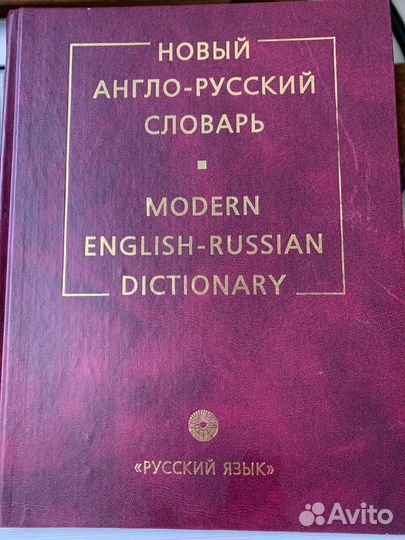 НОВЫЙ
АНГЛО-РУССКИЙ
СЛОВАРЬ
MODERN
ENGLISH-RUSSIAN
DICTIONARY
«РУССКИЙ ЯЗЫК»
Avito